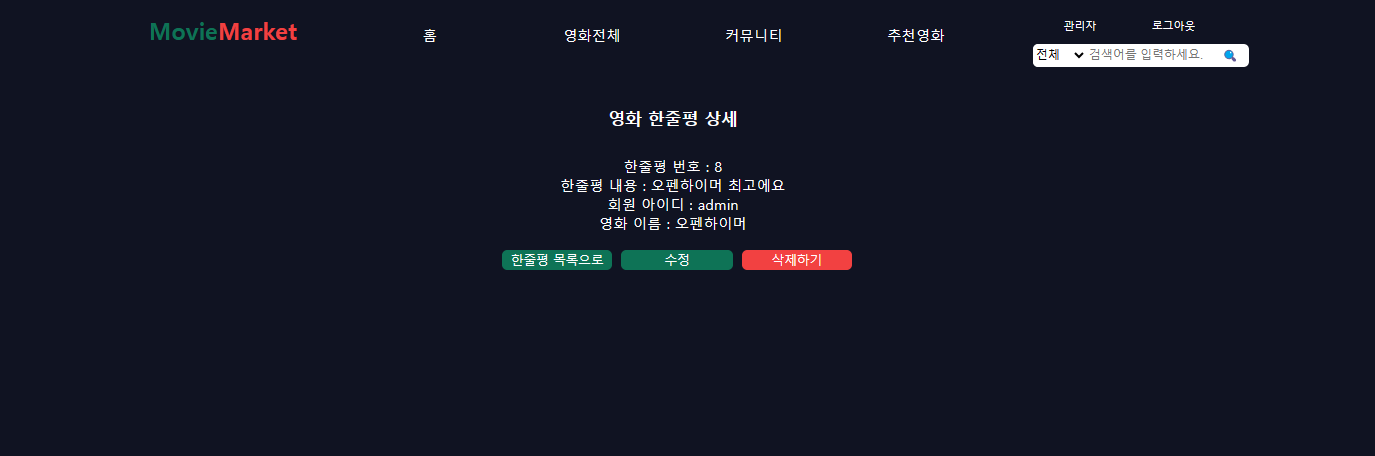 MovieMarket
홈
영화전체
커뮤니티
추천영화
관리자
로그아웃
전체
검색어를 입력하세요.
영화 한줄평 상세
한줄평 번호 : 8
한줄평 내용 : 오펜하이머 최고에요
회원 아이디 : admin
영화 이름 : 오펜하이머
한줄평 목록으로
수정
삭제하기